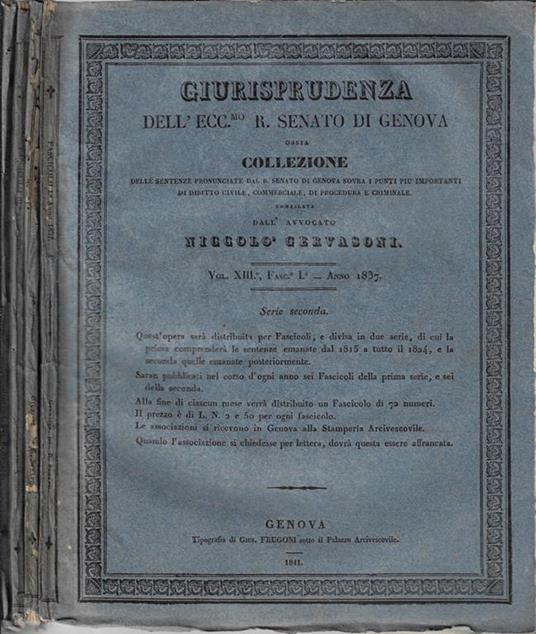 GIURISPRUDENZA
DELL' ECC.MO R. SENATO DI GENOVA
OSSIA
COLLEZIONE
DELLE SENTENZE PRONUNCIATE DAL R. SENATO DI GENOVA SOVRA I PUNTI PIU IMPORTANTI
DI DIRITTO CIVILE, COMMERCIALE, DI PROCEDURA E CRIMINALE.
COMPILATA
DALL' AVVOCATO
NICCOLO' GERVASONI.
VOL. XIII.°, FASC.° I.° — ANNO 1837.
Serie seconda.
Quest'opera sarà distribuita per Fascicoli, e divisa in due serie, di cui la
prima comprenderà le sentenze emanate dal 1815 a tutto il 1824, e la
seconda quelle emanate posteriormente.
Saran pubblicati nel corso d'ogni anno sei Fascicoli della prima serie, e sei
della seconda.
Alla fine di ciascun mese verrà distribuito un Fascicolo di 72 numeri.
Il prezzo è di L. N. 2 e 50 per ogni fascicolo.
Le associazioni si ricevono in Genova alla Stamperia Arcivescovile.
Quando l'associazione si chiedesse per lettera, dovrà questa essere affrancata.
GENOVA
Tipografia di GIUS. FRUGONI sotto il Palazzo Arcivescovile.
1841.